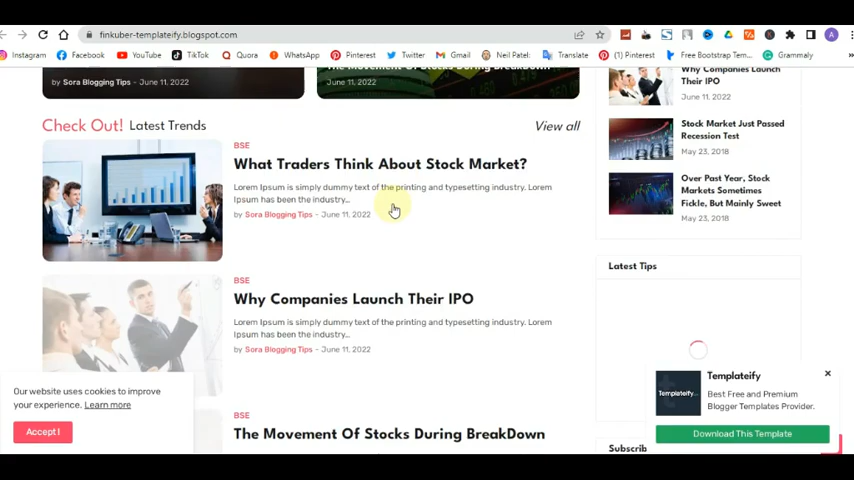 finkuber-templateify.blogspot.com
Instagram
Facebook
YouTube
TikTok
Quora
WhatsApp
Pinterest
Twitter
Gmail
Neil Patel
Translate
(1) Pinterest
Free Bootstrap Tem...
Grammaly
by Sora Blogging Tips - June 11, 2022
The Movement Of Stocks During BreakDown
June 11, 2022
Check Out! Latest Trends
View all
BSE
What Traders Think About Stock Market?
Lorem Ipsum is simply dummy text of the printing and typesetting industry. Lorem
Ipsum has been the industry...
by Sora Blogging Tips - June 11, 2022
BSE
Why Companies Launch Their IPO
Lorem Ipsum is simply dummy text of the printing and typesetting industry. Lorem
Ipsum has been the industry...
by Sora Blogging Tips - June 11, 2022
BSE
The Movement Of Stocks During BreakDown
Why Companies Launch
Their IPO
June 11, 2022
Stock Market Just Passed
Recession Test
May 23, 2018
Over Past Year, Stock
Markets Sometimes
Fickle, But Mainly Sweet
May 23, 2018
Latest Tips
Subscrib
Our website uses cookies to improve
your experience. Learn more
Accept !
Templateify...
Templateify
Best Free and Premium
Blogger Templates Provider.
Download This Template
A